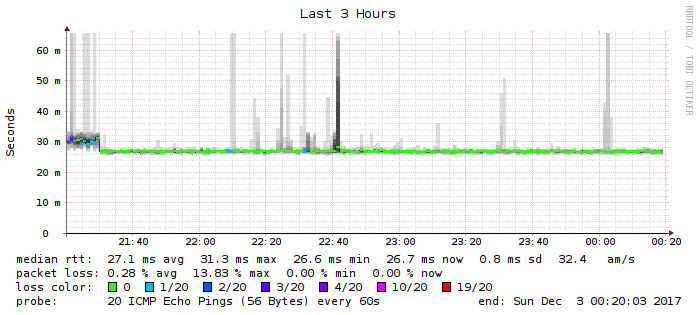 Last 3 Hours
RRDTOOL / TOBI OETIKER
Seconds
60 m
50 m
40 m
30 m
20 m
10 m
0
21:40 22:00 22:20 22:40 23:00 23:20 23:40 00:00 00:20
median rtt: 27.1 ms avg 31.3 ms max 26.6 ms min 26.7 ms now 0.8 ms sd 32.4 am/s
packet loss: 0.28 % avg 13.83 % max 0.00 % min 0.00 % now
loss color: 0 1/20 2/20 3/20 4/20 10/20 19/20
probe: 20 ICMP Echo Pings (56 Bytes) every 60s end: Sun Dec 3 00:20:03 2017